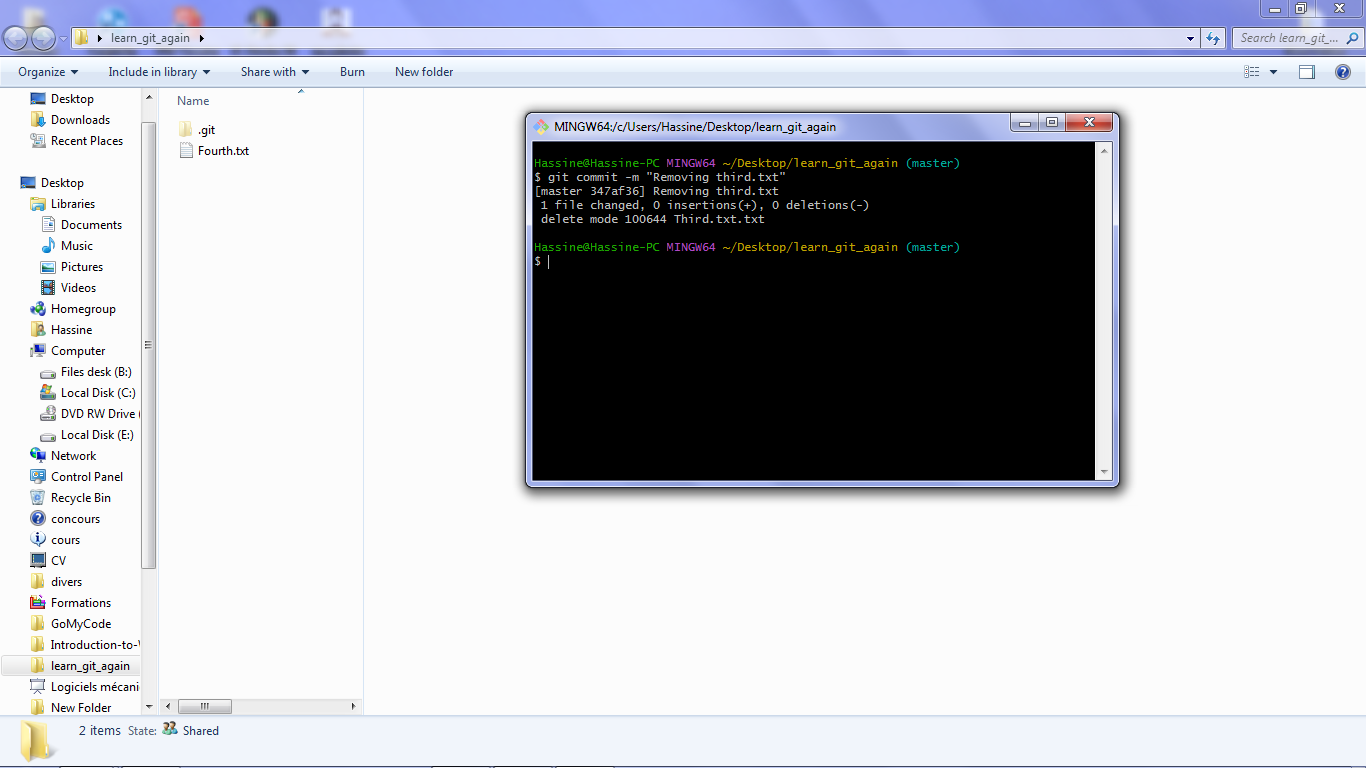 learn_git_again
Search learn_git_...
Organize
Include in library
Share with
Burn
New folder
Desktop
Downloads
Recent Places
Desktop
Libraries
Documents
Music
Pictures
Videos
Homegroup
Hassine
Computer
Files desk (B:)
Local Disk (C:)
DVD RW Drive (
Local Disk (E:)
Network
Control Panel
Recycle Bin
concours
cours
CV
divers
Formations
GoMyCode
Introduction-to-
learn_git_again
Logiciels mécani
New Folder
Name
.git
Fourth.txt
MINGW64:/c/Users/Hassine/Desktop/learn_git_again
Hassine@Hassine-PC MINGW64 ~/Desktop/learn_git_again (master)
$ git commit -m "Removing third.txt"
[master 347af36] Removing third.txt
1 file changed, 0 insertions(+), 0 deletions(-)
delete mode 100644 Third.txt.txt
Hassine@Hassine-PC MINGW64 ~/Desktop/learn_git_again (master)
$
2 items State: Shared